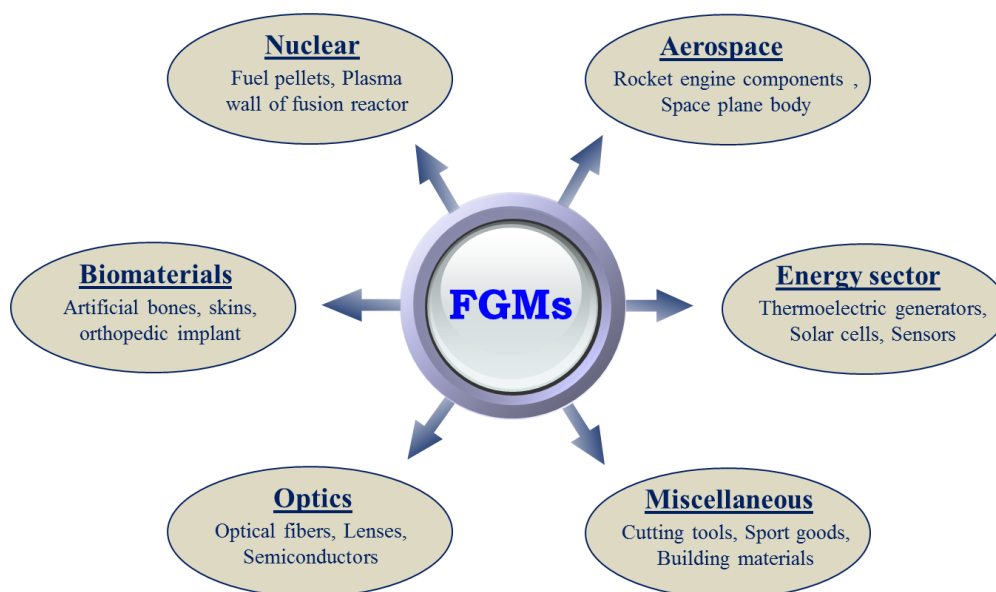 Nuclear
Fuel pellets, Plasma
wall of fusion reactor
Aerospace
Rocket engine components ,
Space plane body
Biomaterials
Artificial bones, skins,
orthopedic implant
FGMs
Energy sector
Thermoelectric generators,
Solar cells, Sensors
Optics
Optical fibers, Lenses,
Semiconductors
Miscellaneous
Cutting tools, Sport goods,
Building materials